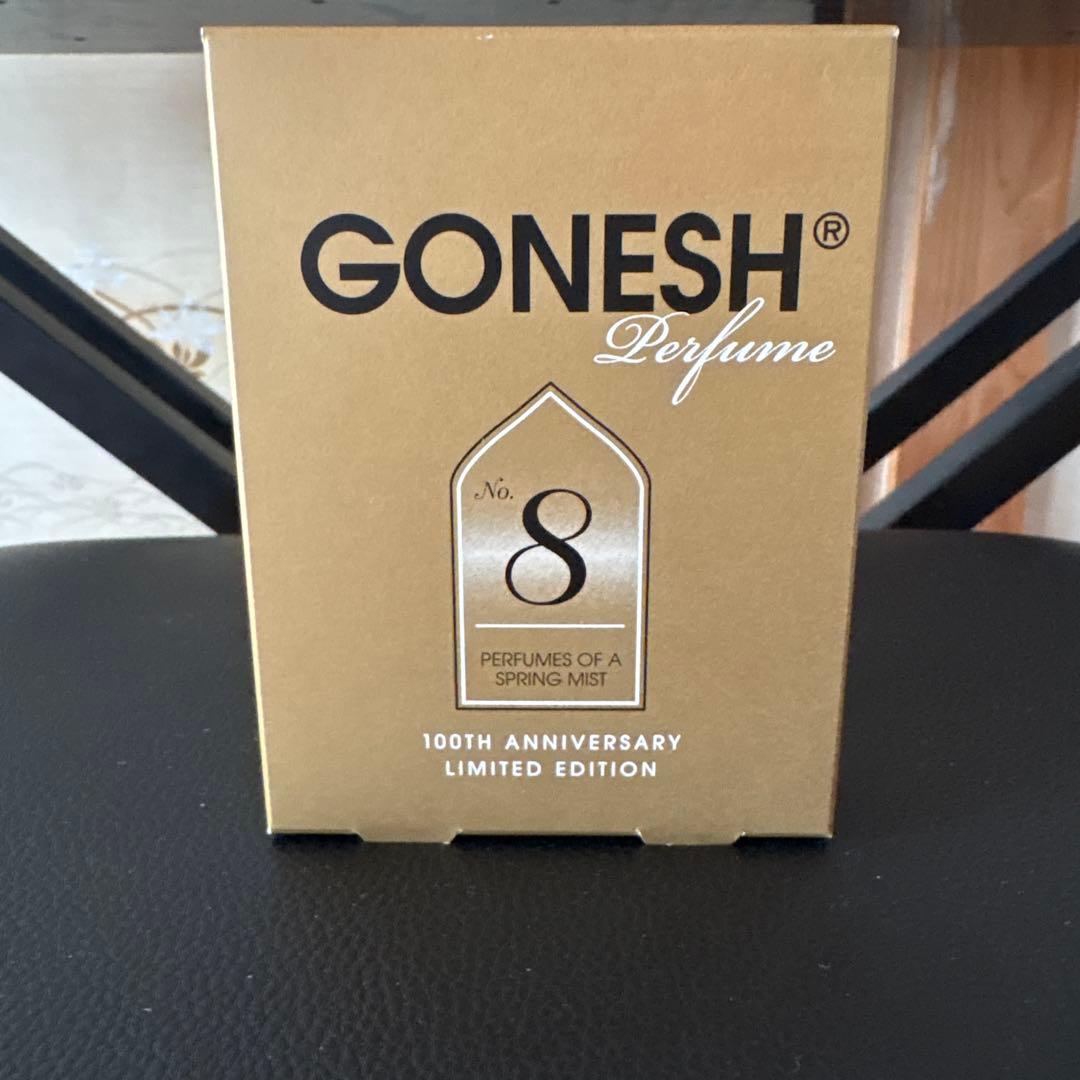 GONESH®
Perfume
No.
8
PERFUMES OF A
SPRING MIST
100TH ANNIVERSARY
LIMITED EDITION